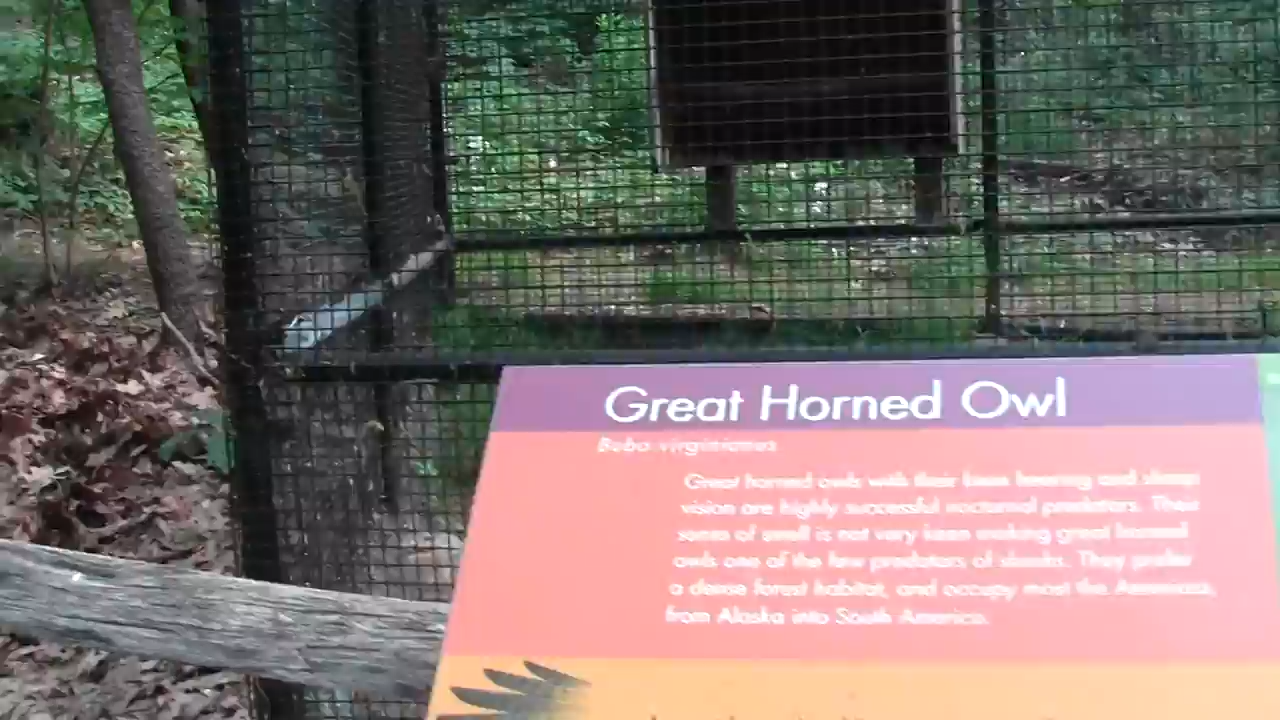 Great Horned Owl
Bubo virginianus
Great horned owls with their keen hearing and sharp
vision are highly successful nocturnal predators. Their
sense of smell is not very keen making great horned
owls one of the few predators of skunks. They prefer
a dense forest habitat, and occupy most the Americas,
from Alaska into South America.